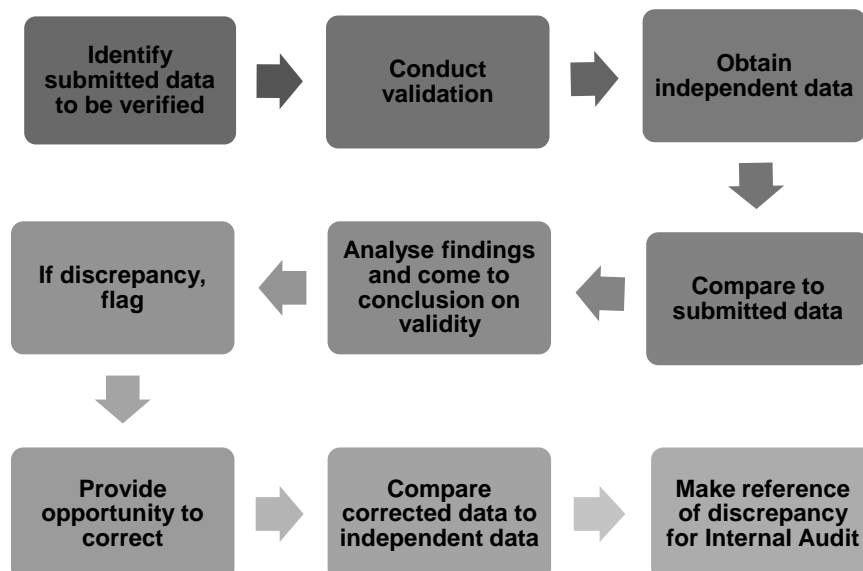 Identify
submitted data
to be verified
Conduct
validation
Obtain
independent data
Compare to
submitted data
Analyse findings
and come to
conclusion on
validity
If discrepancy,
flag
Provide
opportunity to
correct
Compare
corrected data to
independent data
Make reference
of discrepancy
for Internal Audit